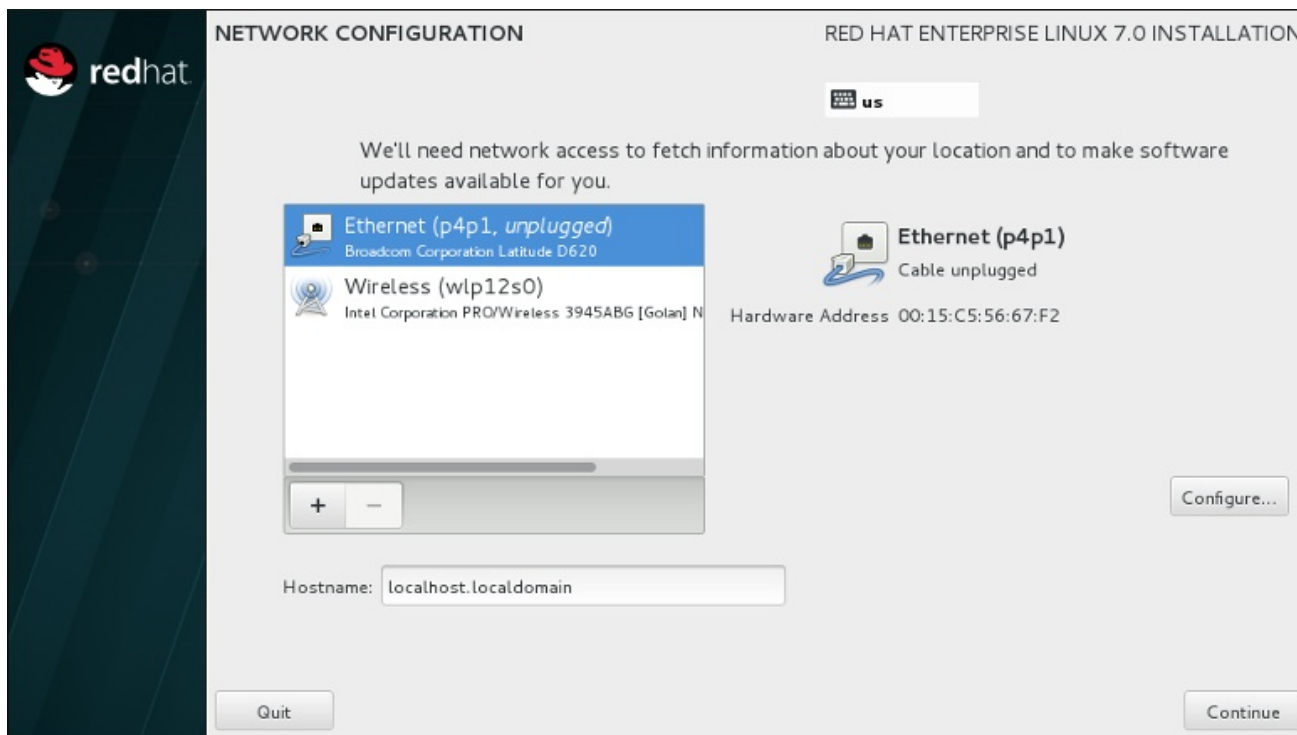 redhat
NETWORK CONFIGURATION
RED HAT ENTERPRISE LINUX 7.0 INSTALLATION
us
We'll need network access to fetch information about your location and to make software
updates available for you.
Ethernet (p4p1, unplugged)
Broadcom Corporation Latitude D620
Wireless (wlp12s0)
Intel Corporation PRO/Wireless 3945ABG [Golan] N
Ethernet (p4p1)
Cable unplugged
Hardware Address 00:15:C5:56:67:F2
+ −
Configure...
Hostname: localhost.localdomain
Quit
Continue